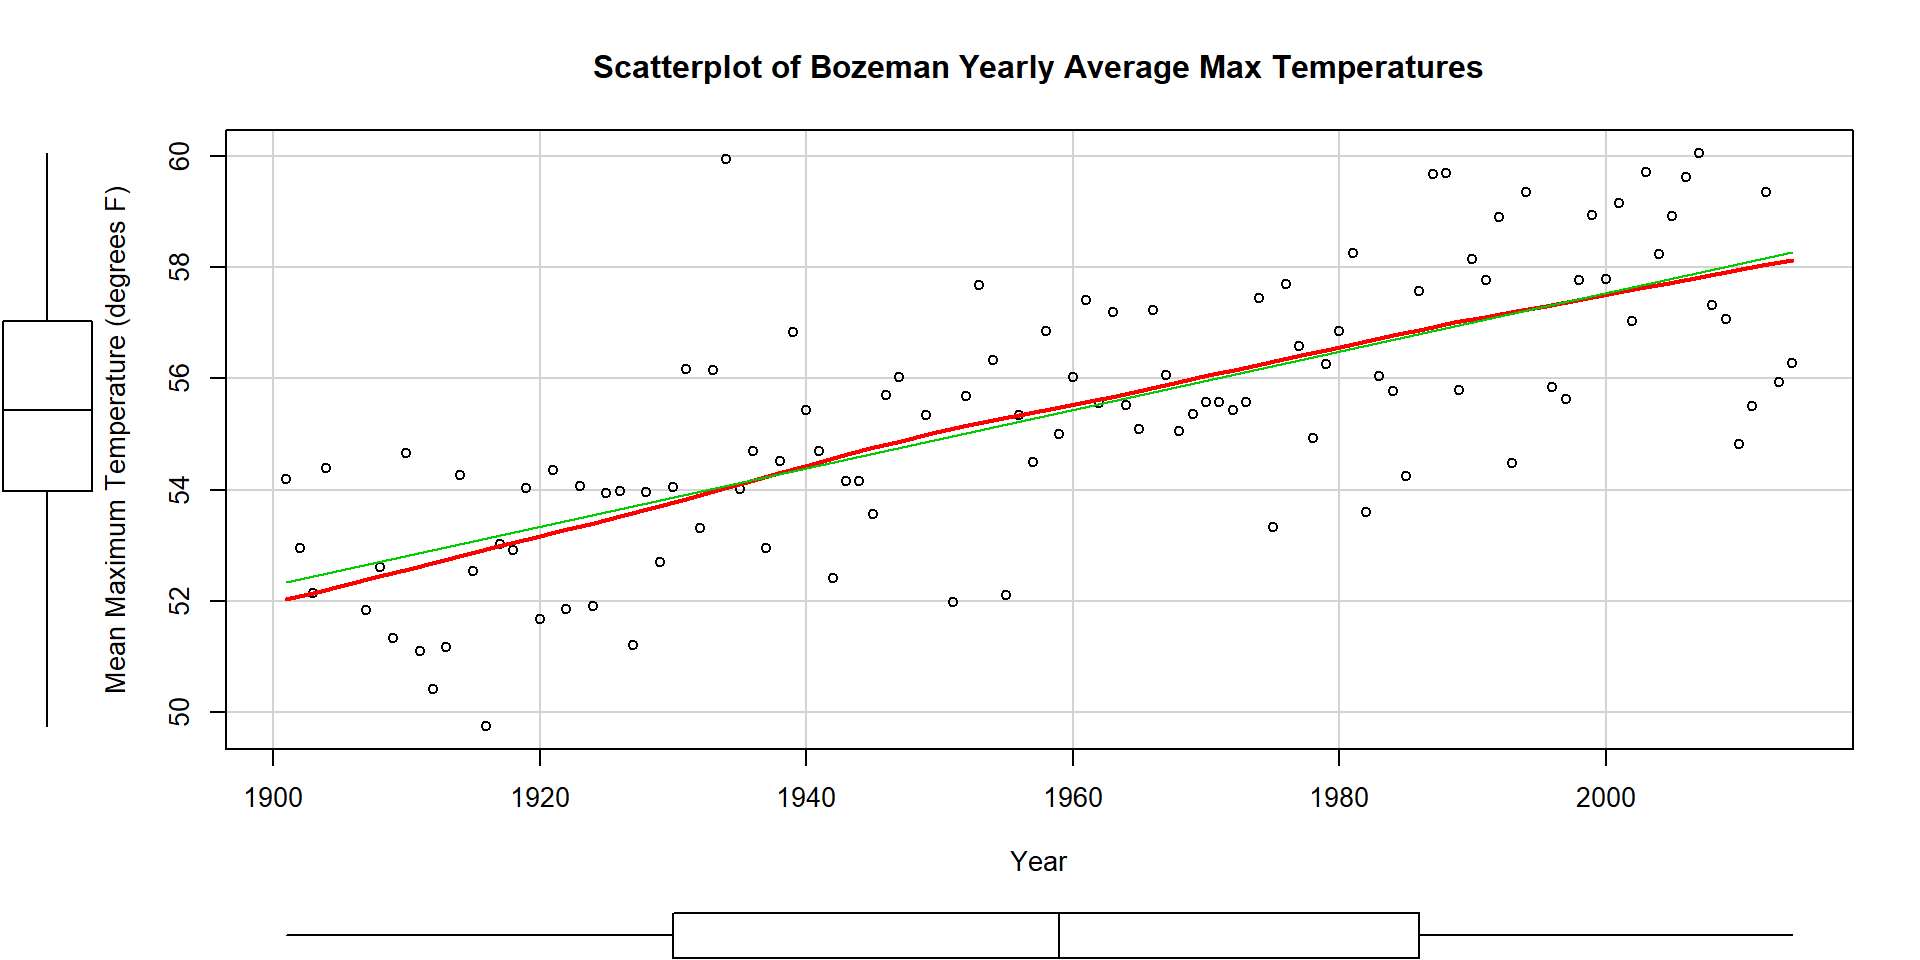 Scatterplot of Bozeman Yearly Average Max Temperatures
Mean Maximum Temperature (degrees F)
60
58
56
54
52
50
1900 1920 1940 1960 1980 2000
Year